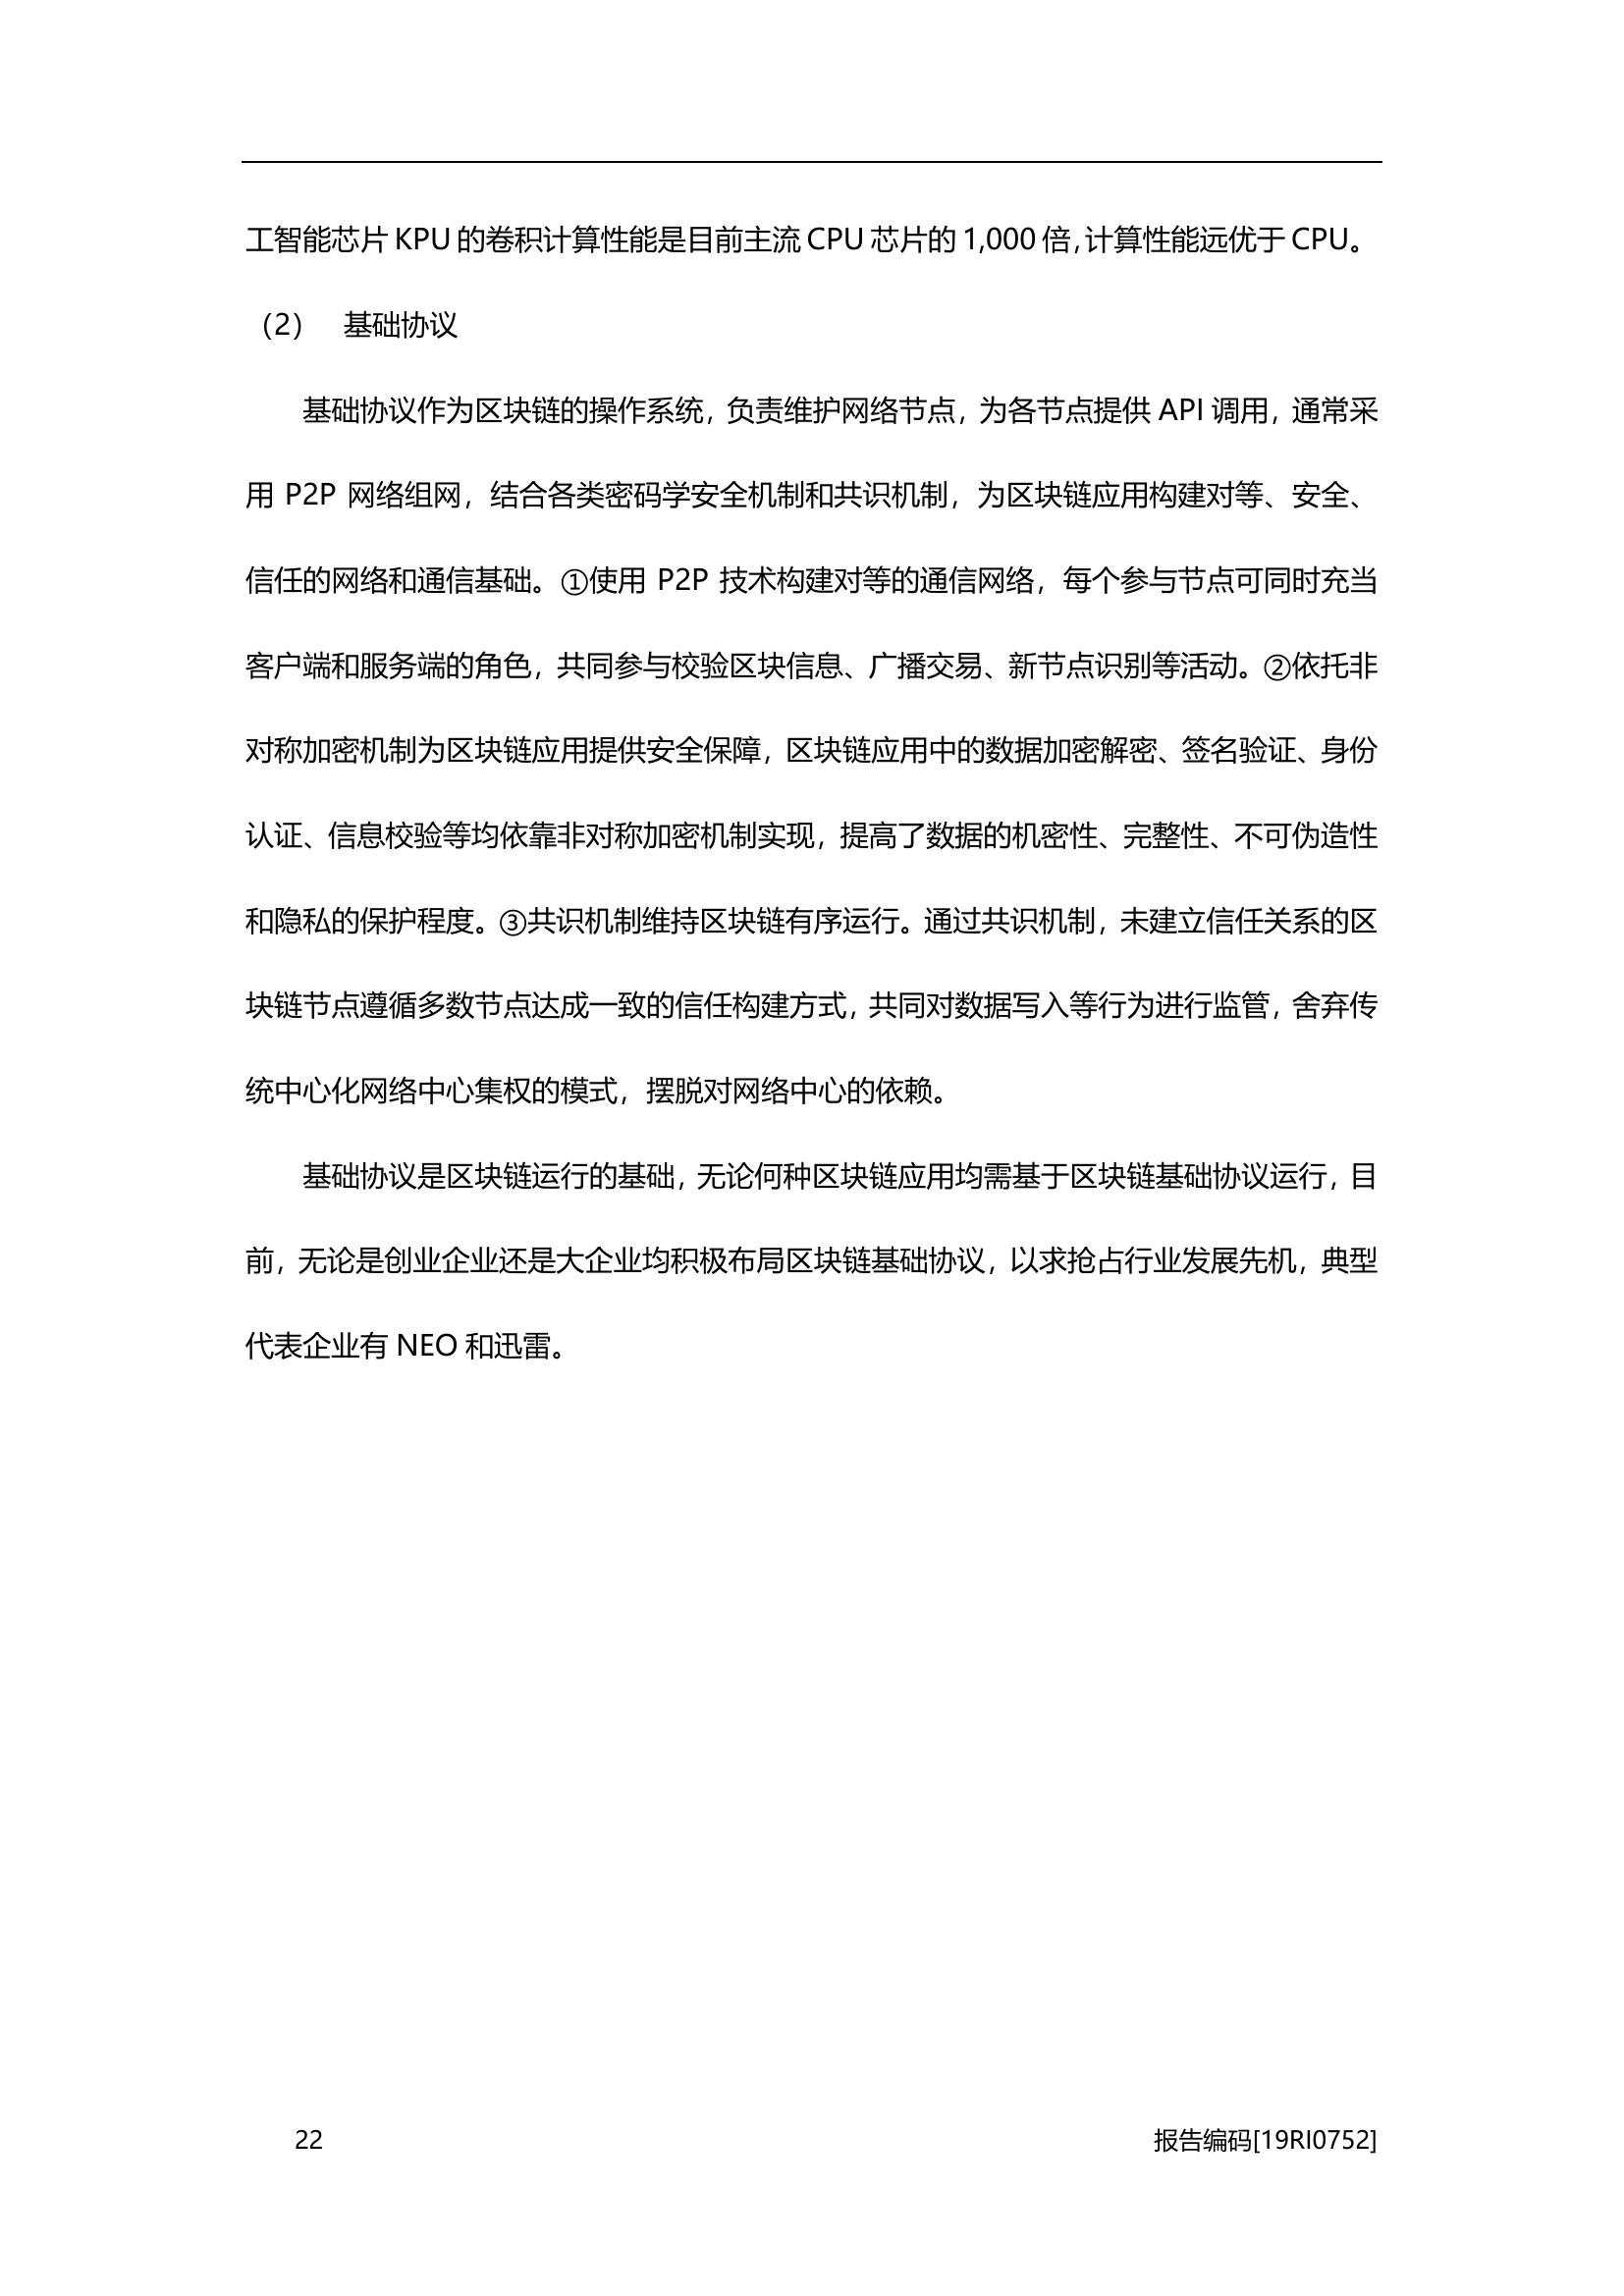 工智能芯片 KPU 的卷积计算性能是目前主流 CPU 芯片的 1,000 倍，计算性能远优于 CPU。
（2） 基础协议
基础协议作为区块链的操作系统，负责维护网络节点，为各节点提供 API 调用，通常采
用 P2P 网络组网，结合各类密码学安全机制和共识机制，为区块链应用构建对等、安全、
信任的网络和通信基础。①使用 P2P 技术构建对等的通信网络，每个参与节点可同时充当
客户端和服务端的角色，共同参与校验区块信息、广播交易、新节点识别等活动。②依托非
对称加密机制为区块链应用提供安全保障，区块链应用中的数据加密解密、签名验证、身份
认证、信息校验等均依靠非对称加密机制实现，提高了数据的机密性、完整性、不可伪造性
和隐私的保护程度。③共识机制维持区块链有序运行。通过共识机制，未建立信任关系的区
块链节点遵循多数节点达成一致的信任构建方式，共同对数据写入等行为进行监管，舍弃传
统中心化网络中心集权的模式，摆脱对网络中心的依赖。
基础协议是区块链运行的基础，无论何种区块链应用均需基于区块链基础协议运行，目
前，无论是创业企业还是大企业均积极布局区块链基础协议，以求抢占行业发展先机，典型
代表企业有 NEO 和迅雷。
22 报告编码[19RI0752]